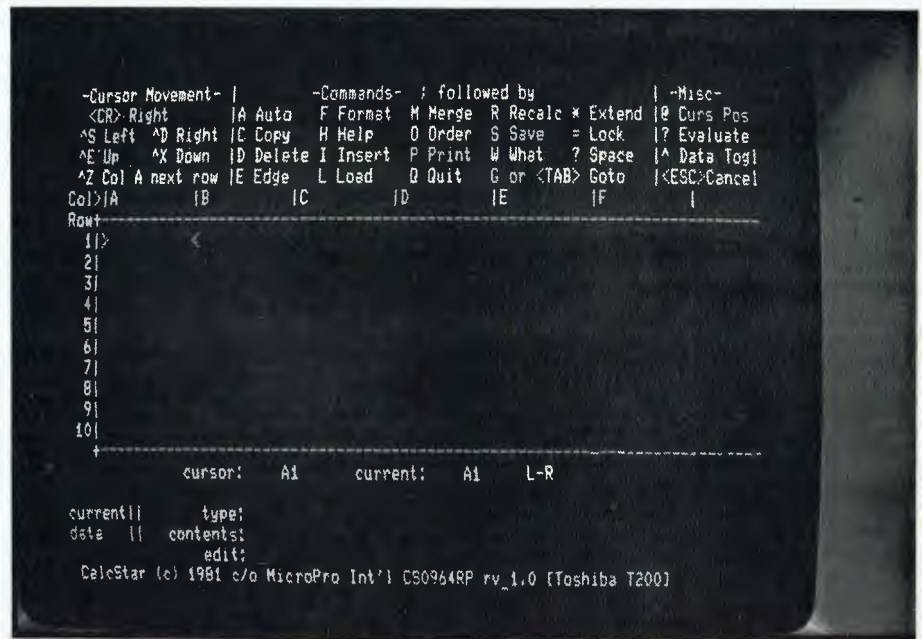 -Cursor Movement- | -Commands- ; followed by | -Misc-
<CR> Right |A Auto F Format M Merge R Recalc * Extend |@ Curs Pos
^S Left ^D Right |C Copy H Help O Order S Save = Lock |? Evaluate
^E Up ^X Down |D Delete I Insert P Print W What ? Space |^ Data Togl
^Z Col A next row |E Edge L Load Q Quit G or <TAB> Goto |<ESC>Cancel
Col>|A |B |C |D |E |F |
Row+
1|> <
2|
3|
4|
5|
6|
7|
8|
9|
10|
+
cursor: A1 current: A1 L-R
current|| type:
data || contents:
edit:
CalcStar (c) 1981 c/o MicroPro Int'l CS0964RP rv_1.0 [Toshiba T200]